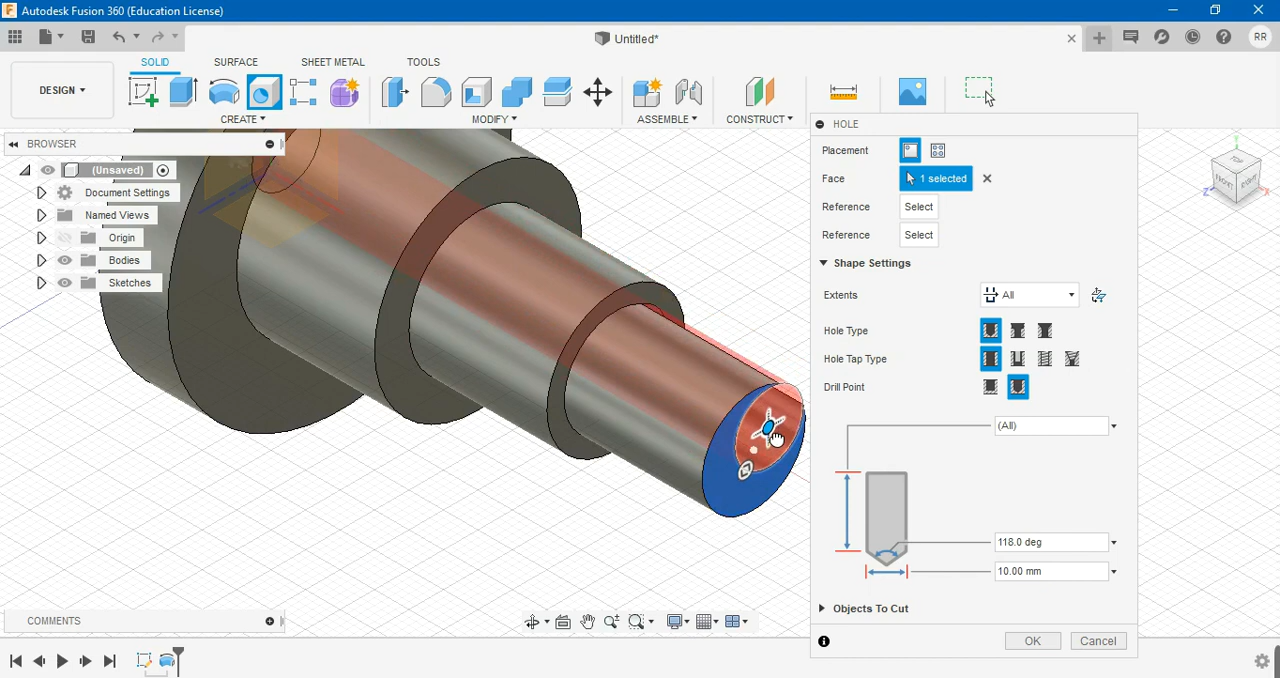 Autodesk Fusion 360 (Education License)
Untitled*
RR
DESIGN
SOLID
SURFACE
SHEET METAL
TOOLS
CREATE
MODIFY
ASSEMBLE
CONSTRUCT
BROWSER
(Unsaved)
Document Settings
Named Views
Origin
Bodies
Sketches
HOLE
Placement
Face
1 selected
Reference
Select
Reference
Select
Shape Settings
Extents
All
Hole Type
Hole Tap Type
Drill Point
(All)
118.0 deg
10.00 mm
Objects To Cut
OK
Cancel
TOP
FRONT
RIGHT
Y
Z
X
COMMENTS